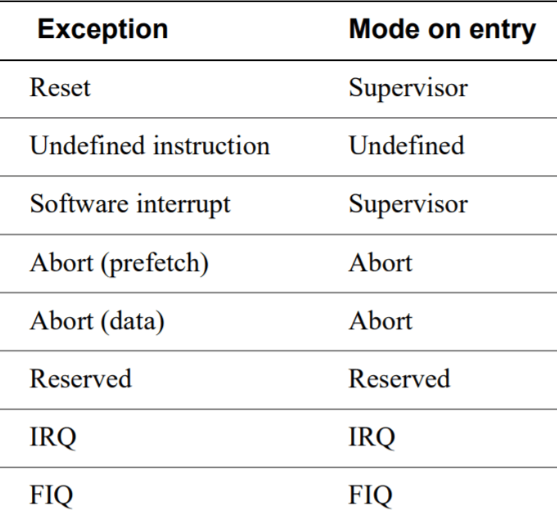 Exception Mode on entry
Reset Supervisor
Undefined instruction Undefined
Software interrupt Supervisor
Abort (prefetch) Abort
Abort (data) Abort
Reserved Reserved
IRQ IRQ
FIQ FIQ